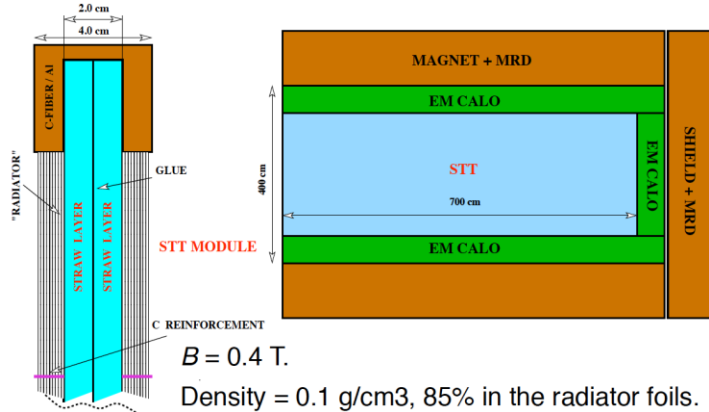 2.0 cm
4.0 cm
C-FIBER / Al
"RADIATOR"
GLUE
STRAW LAYER
STRAW LAYER
STT MODULE
C REINFORCEMENT
MAGNET + MRD
EM CALO
400 cm
STT
700 cm
EM CALO
EM CALO
SHIELD + MRD
B = 0.4 T.
Density = 0.1 g/cm3, 85% in the radiator foils.